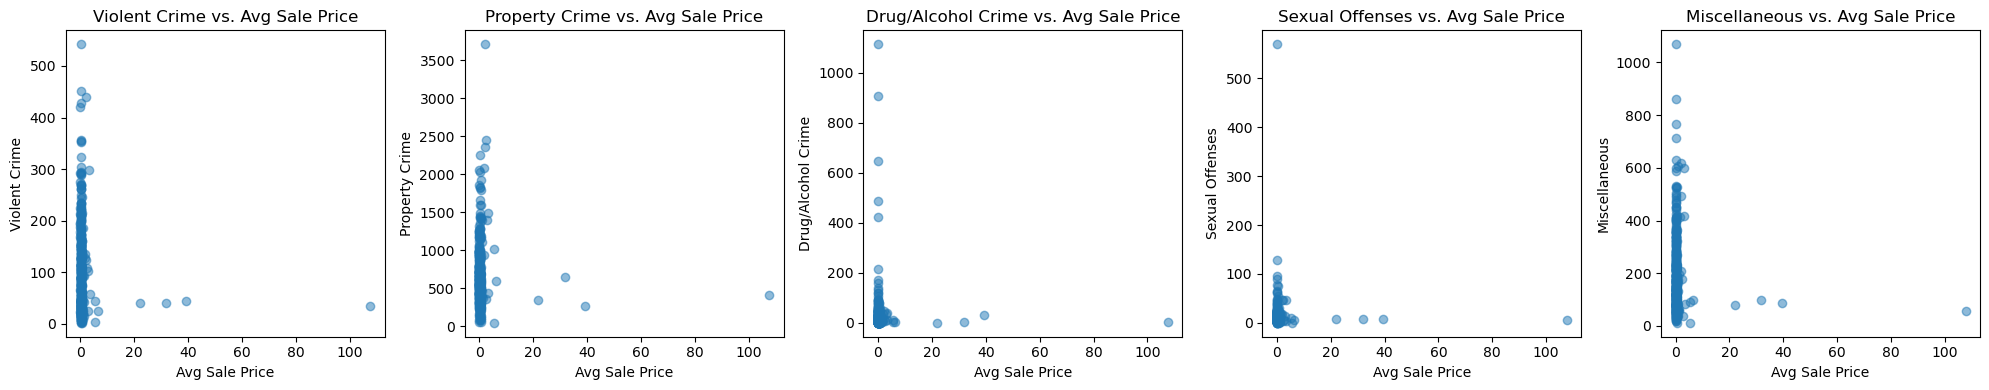 Violent Crime vs. Avg Sale Price
Violent Crime
500
400
300
200
100
0
0 20 40 60 80 100
Avg Sale Price
Property Crime vs. Avg Sale Price
Property Crime
3500
3000
2500
2000
1500
1000
500
0
0 20 40 60 80 100
Avg Sale Price
Drug/Alcohol Crime vs. Avg Sale Price
Drug/Alcohol Crime
1000
800
600
400
200
0
0 20 40 60 80 100
Avg Sale Price
Sexual Offenses vs. Avg Sale Price
Sexual Offenses
500
400
300
200
100
0
0 20 40 60 80 100
Avg Sale Price
Miscellaneous vs. Avg Sale Price
Miscellaneous
1000
800
600
400
200
0
0 20 40 60 80 100
Avg Sale Price